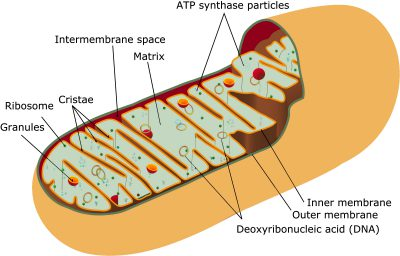 ATP synthase particles
Intermembrane space
Matrix
Cristae
Ribosome
Granules
Inner membrane
Outer membrane
Deoxyribonucleic acid (DNA)